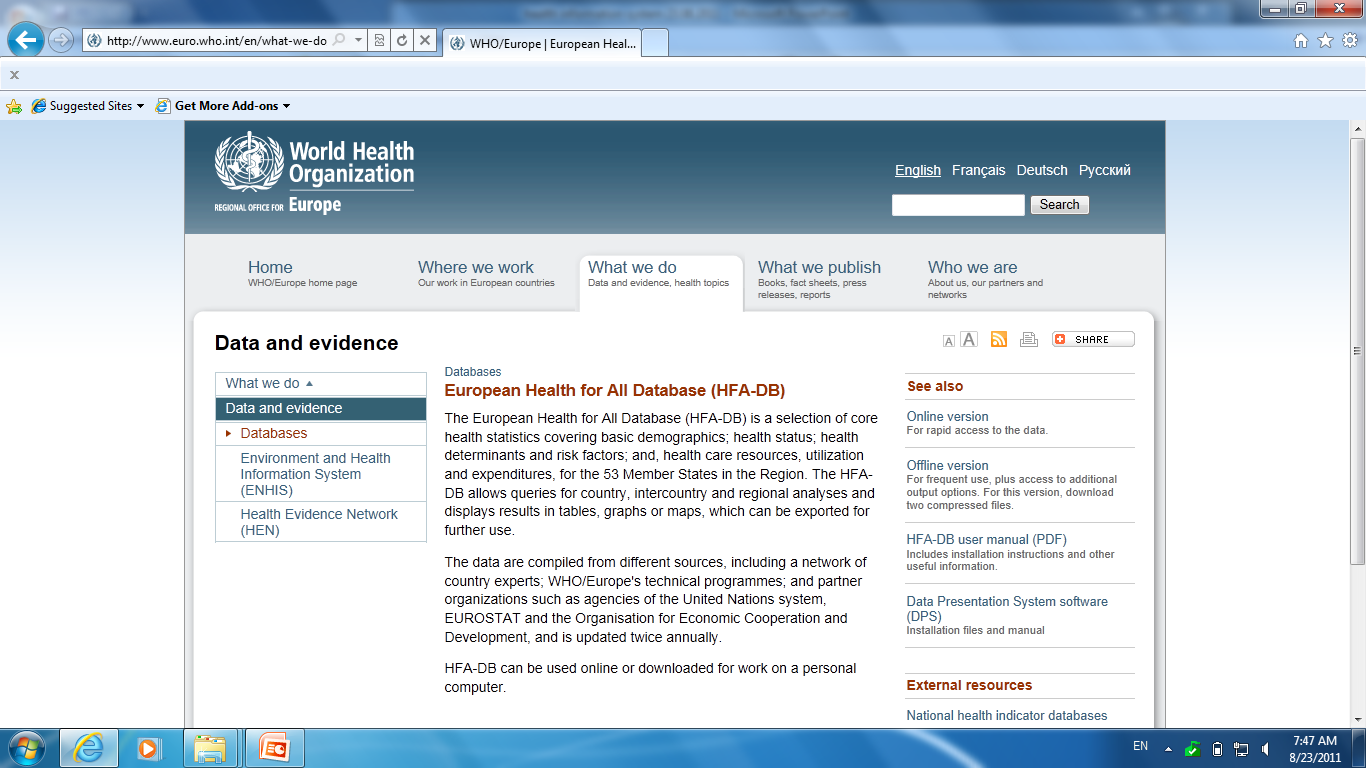 http://www.euro.who.int/en/what-we-do
WHO/Europe | European Heal...
x
Suggested Sites
Get More Add-ons
World Health
Organization
REGIONAL OFFICE FOR Europe
English Français Deutsch Русский
Search
Home
WHO/Europe home page
Where we work
Our work in European countries
What we do
Data and evidence, health topics
What we publish
Books, fact sheets, press
releases, reports
Who we are
About us, our partners and
networks
Data and evidence
A A
SHARE
What we do
Data and evidence
Databases
Environment and Health
Information System
(ENHIS)
Health Evidence Network
(HEN)
Databases
European Health for All Database (HFA-DB)
The European Health for All Database (HFA-DB) is a selection of core
health statistics covering basic demographics; health status; health
determinants and risk factors; and, health care resources, utilization
and expenditures, for the 53 Member States in the Region. The HFA-
DB allows queries for country, intercountry and regional analyses and
displays results in tables, graphs or maps, which can be exported for
further use.
The data are compiled from different sources, including a network of
country experts; WHO/Europe's technical programmes; and partner
organizations such as agencies of the United Nations system,
EUROSTAT and the Organisation for Economic Cooperation and
Development, and is updated twice annually.
HFA-DB can be used online or downloaded for work on a personal
computer.
See also
Online version
For rapid access to the data.
Offline version
For frequent use, plus access to additional
output options. For this version, download
two compressed files.
HFA-DB user manual (PDF)
Includes installation instructions and other
useful information.
Data Presentation System software
(DPS)
Installation files and manual
External resources
National health indicator databases
EN
7:47 AM
8/23/2011